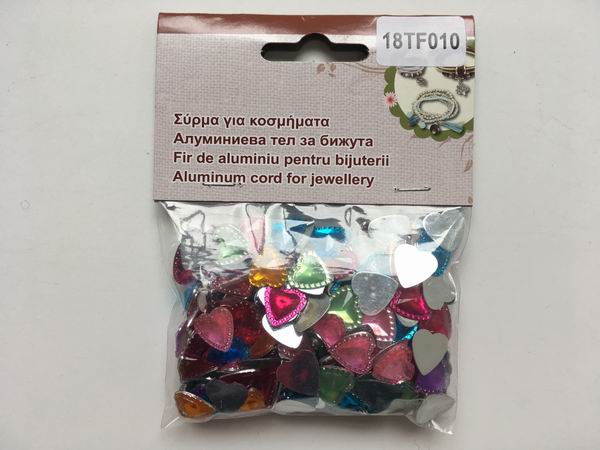 18TF010
Σύρμα για κοσμήματα
Алуминиева тел за бижута
Fir de aluminiu pentru bijuterii
Aluminum cord for jewellery